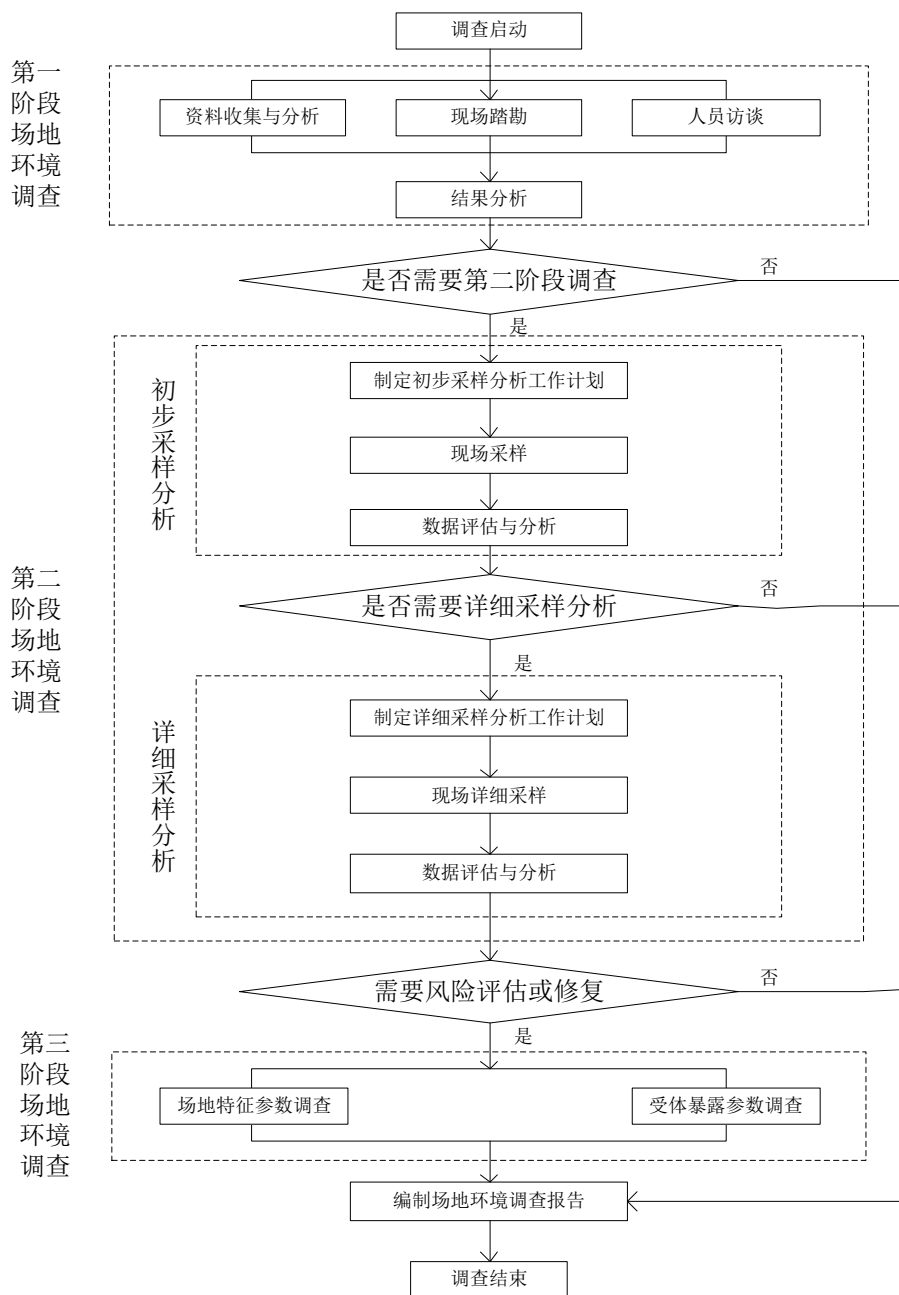 调查启动
第一
阶段
场地
环境
调查
资料收集与分析
现场踏勘
人员访谈
结果分析
是否需要第二阶段调查
否
是
第二
阶段
场地
环境
调查
初步采样分析
制定初步采样分析工作计划
现场采样
数据评估与分析
是否需要详细采样分析
否
是
详细采样分析
制定详细采样分析工作计划
现场详细采样
数据评估与分析
需要风险评估或修复
否
是
第三
阶段
场地
环境
调查
场地特征参数调查
受体暴露参数调查
编制场地环境调查报告
调查结束